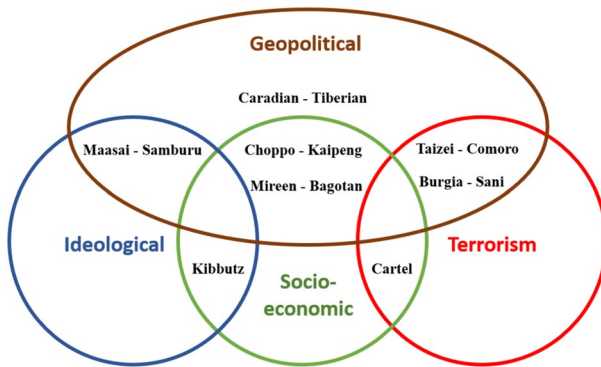 Geopolitical
Caradian - Tiberian
Maasai - Samburu
Choppo - Kaipeng
Taizei - Comoro
Mireen - Bagotan
Burgia - Sani
Ideological
Terrorism
Kibbutz
Socio-
economic
Cartel